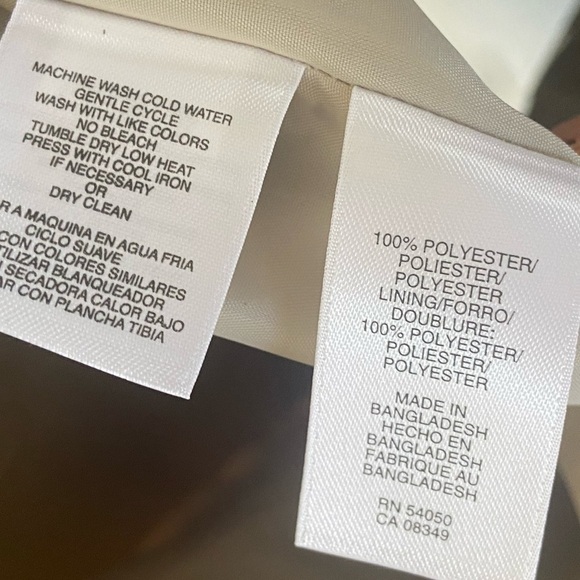 MACHINE WASH COLD WATER
GENTLE CYCLE
WASH WITH LIKE COLORS
NO BLEACH
TUMBLE DRY LOW HEAT
PRESS WITH COOL IRON
IF NECESSARY
OR
DRY CLEAN
A MAQUINA EN AGUA FRIA
CICLO SUAVE
CON COLORES SIMILARES
BLANQUEADOR
SECADORA CALOR BAJO
CON PLANCHA TIBIA
100% POLYESTER/
POLIESTER/
POLYESTER
LINING/FORRO/
DOUBLURE:
100% POLYESTER/
POLIESTER/
POLYESTER
MADE IN
BANGLADESH
HECHO EN
BANGLADESH
FABRIQUE AU
BANGLADESH
RN 54050
CA 08349